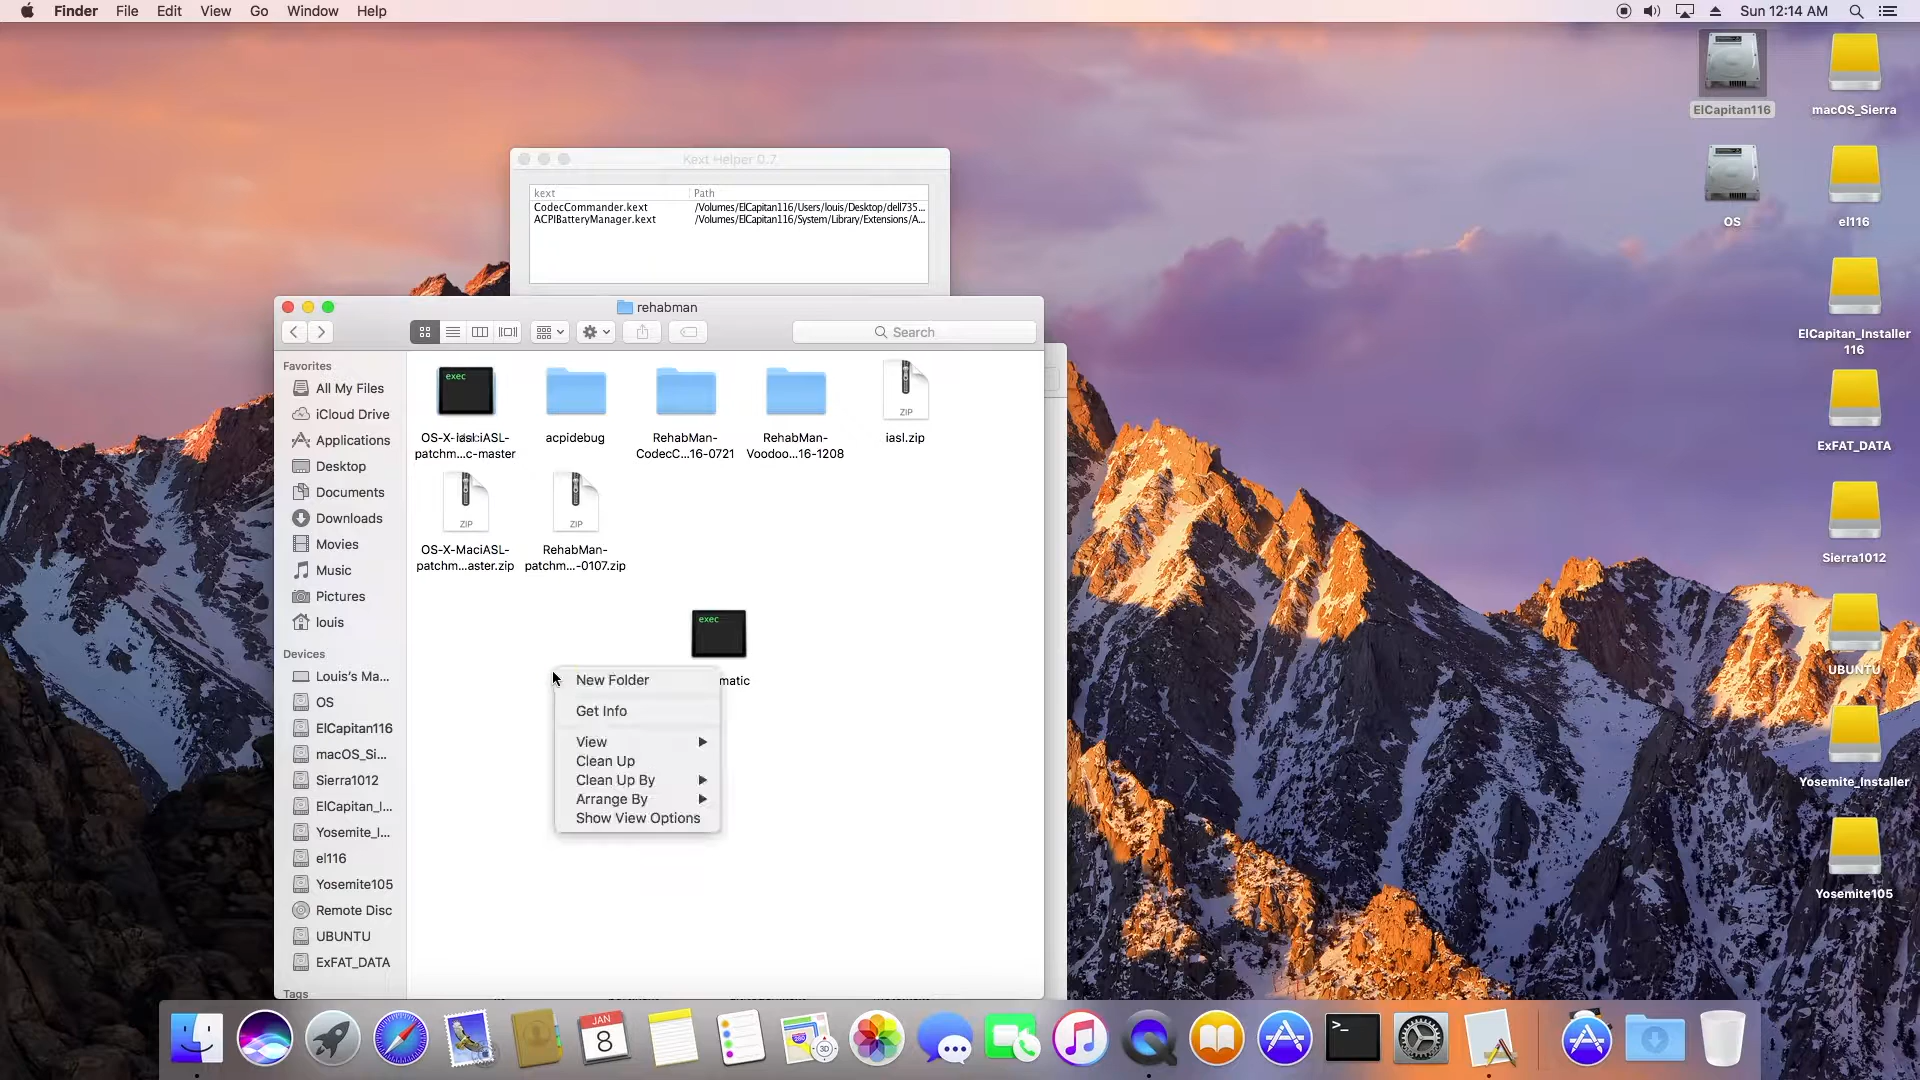 Finder File Edit View Go Window Help
Sun 12:14 AM
ElCapitan116
macOS_Sierra
OS
el116
ElCapitan_Installer
116
ExFAT_DATA
Sierra1012
UBUNTU
Yosemite_Installer
Yosemite105
Kext Helper 0.7
kext Path
CodecCommander.kext /Volumes/ElCapitan116/Users/louis/Desktop/dell735...
ACPIBatteryManager.kext /Volumes/ElCapitan116/System/Library/Extensions/A...
rehabman
Search
Favorites
All My Files
iCloud Drive
Applications
Desktop
Documents
Downloads
Movies
Music
Pictures
louis
Devices
Louis's Ma...
OS
ElCapitan116
macOS_Si...
Sierra1012
ElCapitan_I...
Yosemite_I...
el116
Yosemite105
Remote Disc
UBUNTU
ExFAT_DATA
Tags
exec
patchm...c-master
acpidebug
RehabMan-
CodecC...16-0721
RehabMan-
Voodoo...16-1208
ZIP
iasl.zip
ZIP
OS-X-MaciASL-
patchm...aster.zip
ZIP
RehabMan-
patchm...-0107.zip
exec
matic
New Folder
Get Info
View
Clean Up
Clean Up By
Arrange By
Show View Options
JAN
8